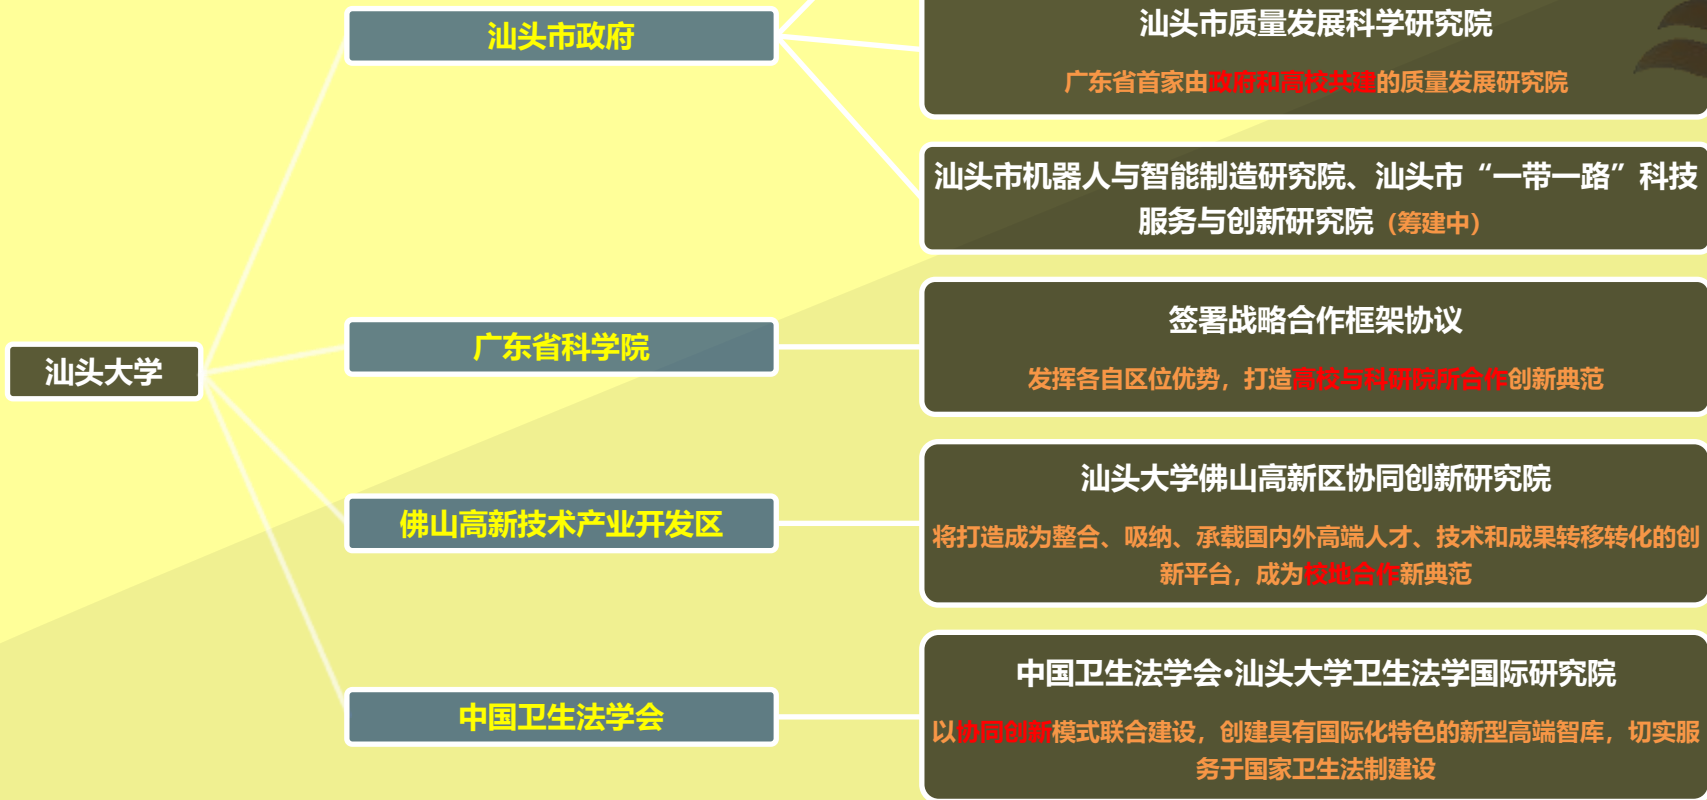 汕头大学
汕头市政府
汕头市质量发展科学研究院
广东省首家由政府和高校共建的质量发展研究院
汕头市机器人与智能制造研究院、汕头市“一带一路”科技
服务与创新研究院（筹建中）
广东省科学院
签署战略合作框架协议
发挥各自区位优势，打造高校与科研院所合作创新典范
佛山高新技术产业开发区
汕头大学佛山高新区协同创新研究院
将打造成为整合、吸纳、承载国内外高端人才、技术和成果转移转化的创
新平台，成为校地合作新典范
中国卫生法学会
中国卫生法学会•汕头大学卫生法学国际研究院
以协同创新模式联合建设，创建具有国际化特色的新型高端智库，切实服
务于国家卫生法制建设